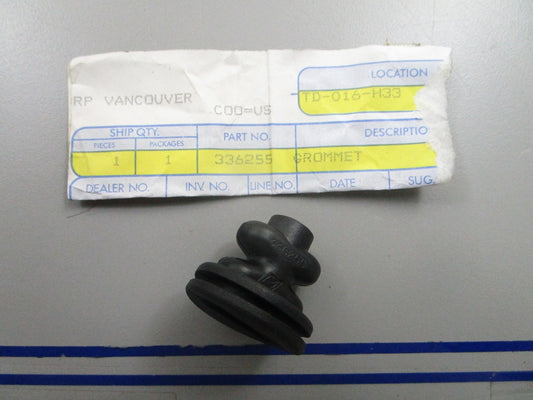 LOCATION
RP VANCOUVER
COO=US
TD-016-H33
SHIP QTY. PART NO. DESCRIPTIO
PIECES PACKAGES
1 1 336255 GROMMET
DEALER NO. INV. NO. LINE NO. DATE SUG.